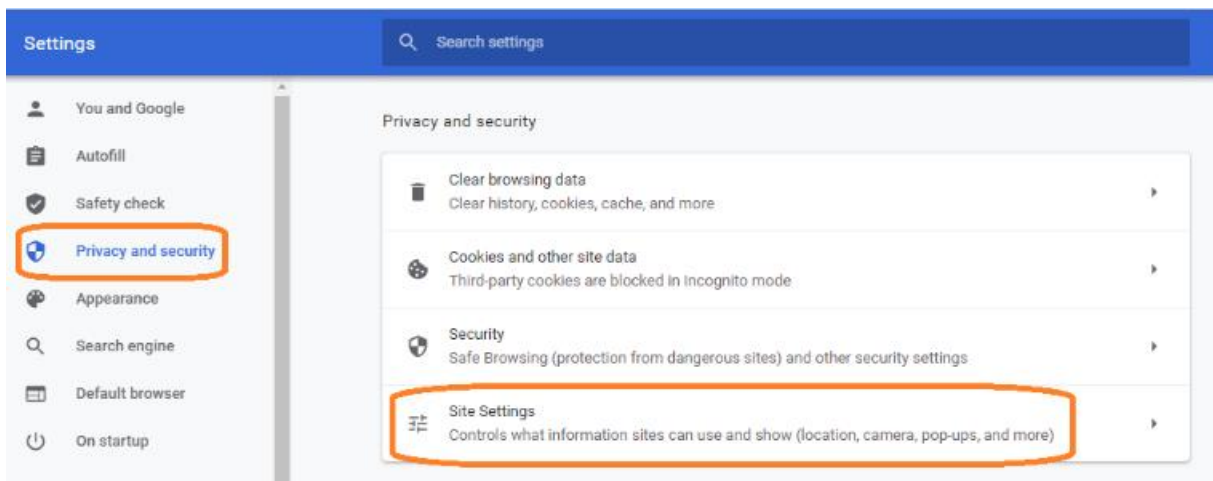 Settings
Search settings
You and Google
Autofill
Safety check
Privacy and security
Appearance
Search engine
Default browser
On startup
Privacy and security
Clear browsing data
Clear history, cookies, cache, and more
Cookies and other site data
Third-party cookies are blocked in Incognito mode
Security
Safe Browsing (protection from dangerous sites) and other security settings
Site Settings
Controls what information sites can use and show (location, camera, pop-ups, and more)